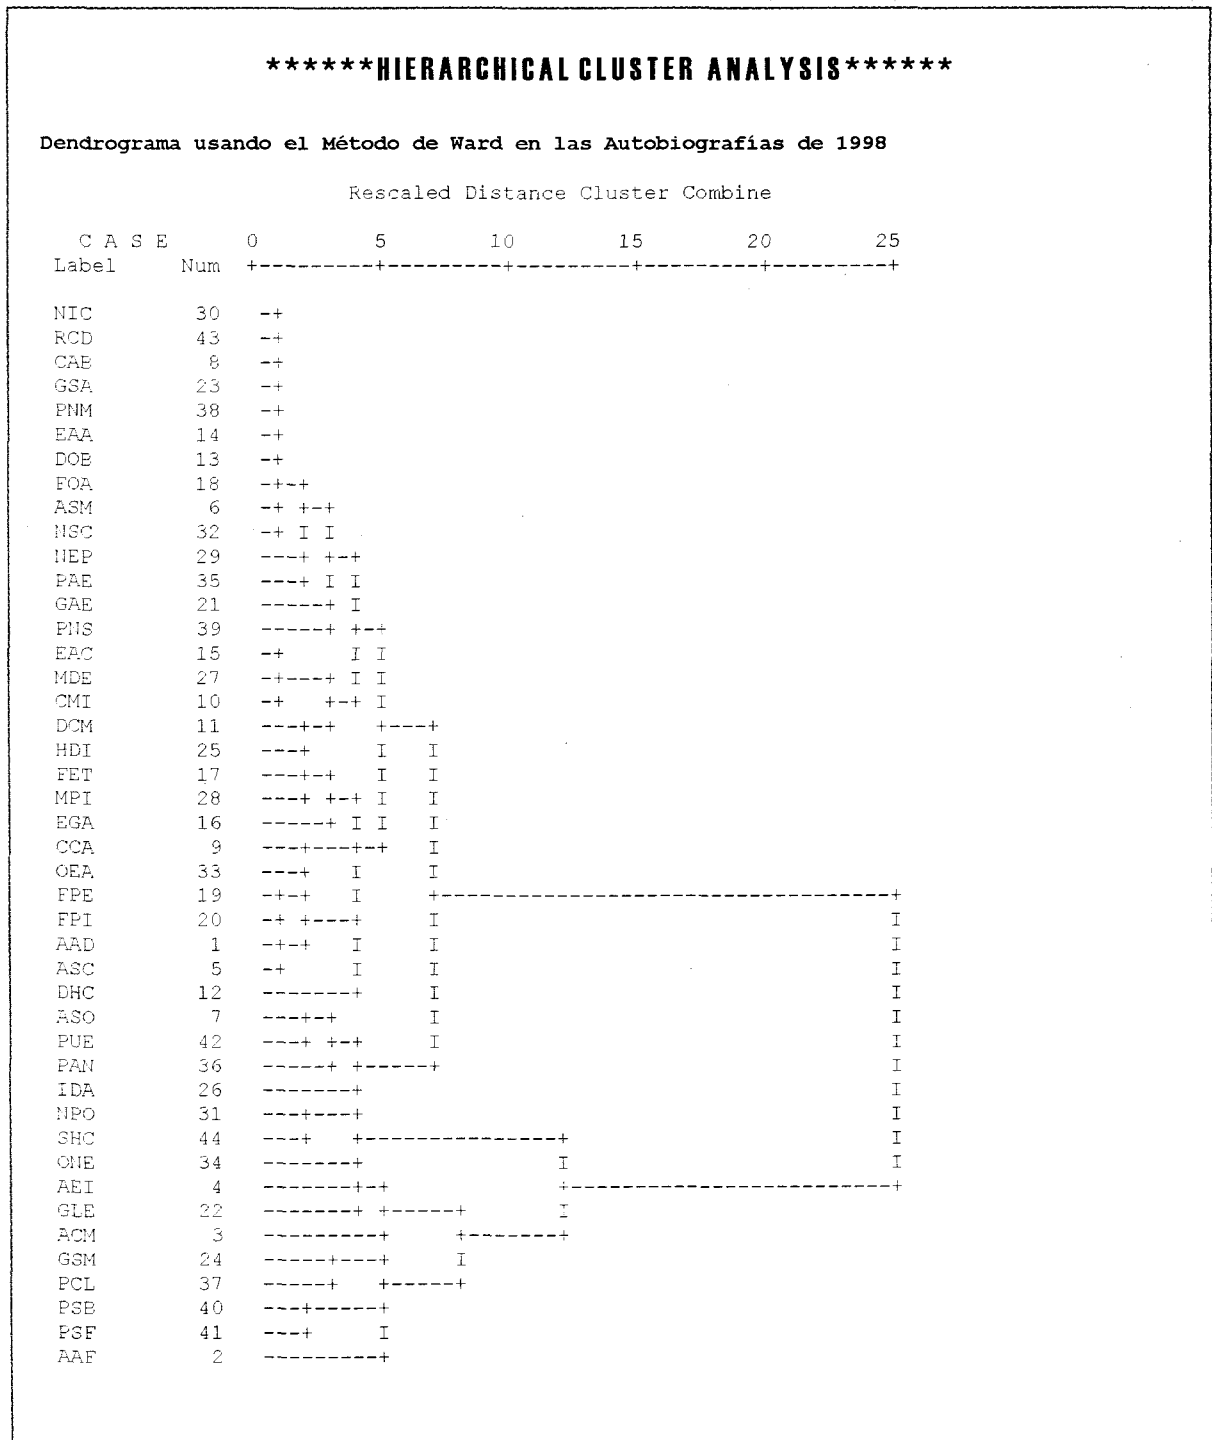 ******HIERARCHICAL CLUSTER ANALYSIS******
Dendrograma usando el Método de Ward en las Autobiografías de 1998
Rescaled Distance Cluster Combine
C A S E 0 5 10 15 20 25
Label Num +---------+---------+---------+---------+---------+
NIC 30 -+
RCD 43 -+
CAB 8 -+
GSA 23 -+
PNM 38 -+
EAA 14 -+
DOB 13 -+
FOA 18 -+-+
ASM 6 -+ +-+
NSC 32 -+ I I
NEP 29 ---+ +-+
PAE 35 ---+ I I
GAE 21 -----+ I
PNS 39 -----+ +-+
EAC 15 -+ I I
MDE 27 -+---+ I I
CMI 10 -+ +-+ I
DCM 11 ---+-+ +---+
HDI 25 ---+ I I
FET 17 ---+-+ I I
MPI 28 ---+ +-+ I I
EGA 16 -----+ I I I
CCA 9 ---+---+-+ I
OEA 33 ---+ I I
FPE 19 -+-+ I +-----------------------------------+
FPI 20 -+ +---+ I I
AAD 1 -+-+ I I I
ASC 5 -+ I I I
DHC 12 -------+ I I
ASO 7 ---+-+ I I
PUE 42 ---+ +-+ I I
PAN 36 -----+ +-----+ I
IDA 26 -------+ I
NPO 31 ---+---+ I
SHC 44 ---+ +---------------+ I
ONE 34 -------+ I I
AEI 4 -------+-+ +-------------------------+
GLE 22 -------+ +-----+ I
ACM 3 ---------+ +-------+
GSM 24 -----+---+ I
PCL 37 -----+ +-----+
PSB 40 ---+-----+
PSF 41 ---+ I
AAF 2 ---------+